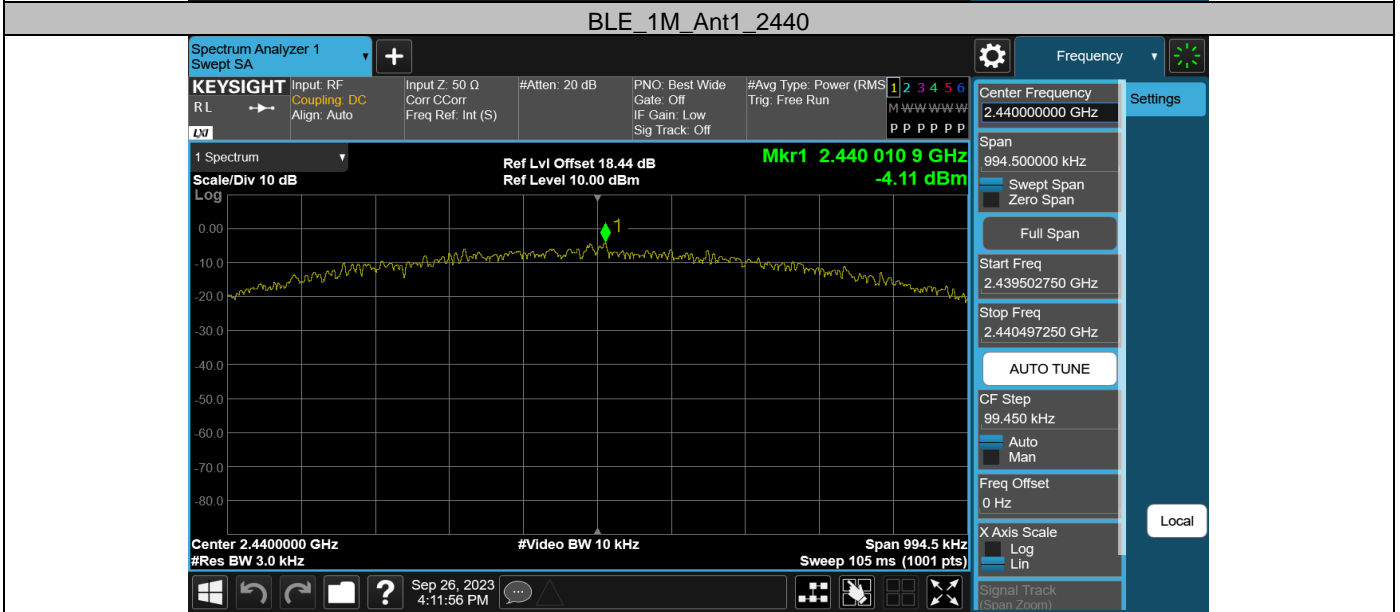 BLE_1M_Ant1_2440
Spectrum Analyzer 1
Swept SA
+
Frequency
KEYSIGHT
R L
LXI
Input: RF
Coupling: DC
Align: Auto
Input Z: 50 Ω
Corr CCorr
Freq Ref: Int (S)
#Atten: 20 dB
PNO: Best Wide
Gate: Off
IF Gain: Low
Sig Track: Off
#Avg Type: Power (RMS
Trig: Free Run
1 2 3 4 5 6
M W W W W W
P P P P P P
1 Spectrum
Scale/Div 10 dB
Log
Ref Lvl Offset 18.44 dB
Ref Level 10.00 dBm
Mkr1 2.440 010 9 GHz
-4.11 dBm
1
0.00
-10.0
-20.0
-30.0
-40.0
-50.0
-60.0
-70.0
-80.0
Center 2.4400000 GHz
#Res BW 3.0 kHz
#Video BW 10 kHz
Span 994.5 kHz
Sweep 105 ms (1001 pts)
Center Frequency
2.440000000 GHz
Settings
Span
994.500000 kHz
Swept Span
Zero Span
Full Span
Start Freq
2.439502750 GHz
Stop Freq
2.440497250 GHz
AUTO TUNE
CF Step
99.450 kHz
Auto
Man
Freq Offset
0 Hz
X Axis Scale
Log
Lin
Local
Signal Track
(Span Zoom)
?
Sep 26, 2023
4:11:56 PM